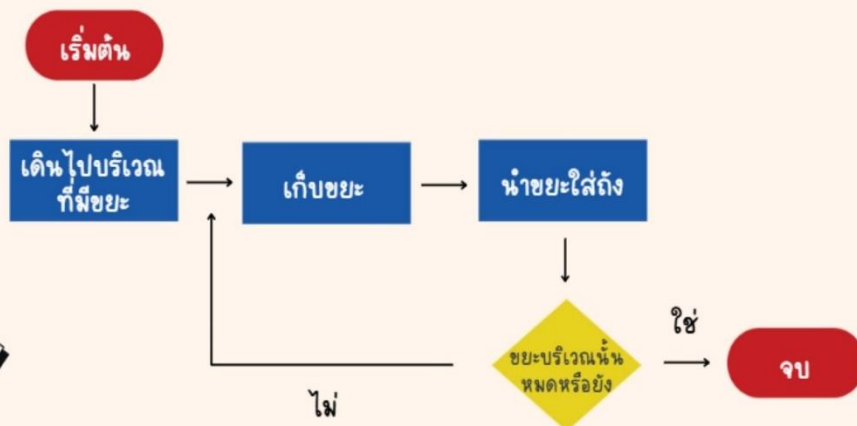 เริ่มต้น
เดินไปบริเวณ
ที่มีขยะ
เก็บขยะ
นำขยะใส่ถัง
ขยะบริเวณนั้น
หมดหรือยัง
ใช่
จบ
ไม่